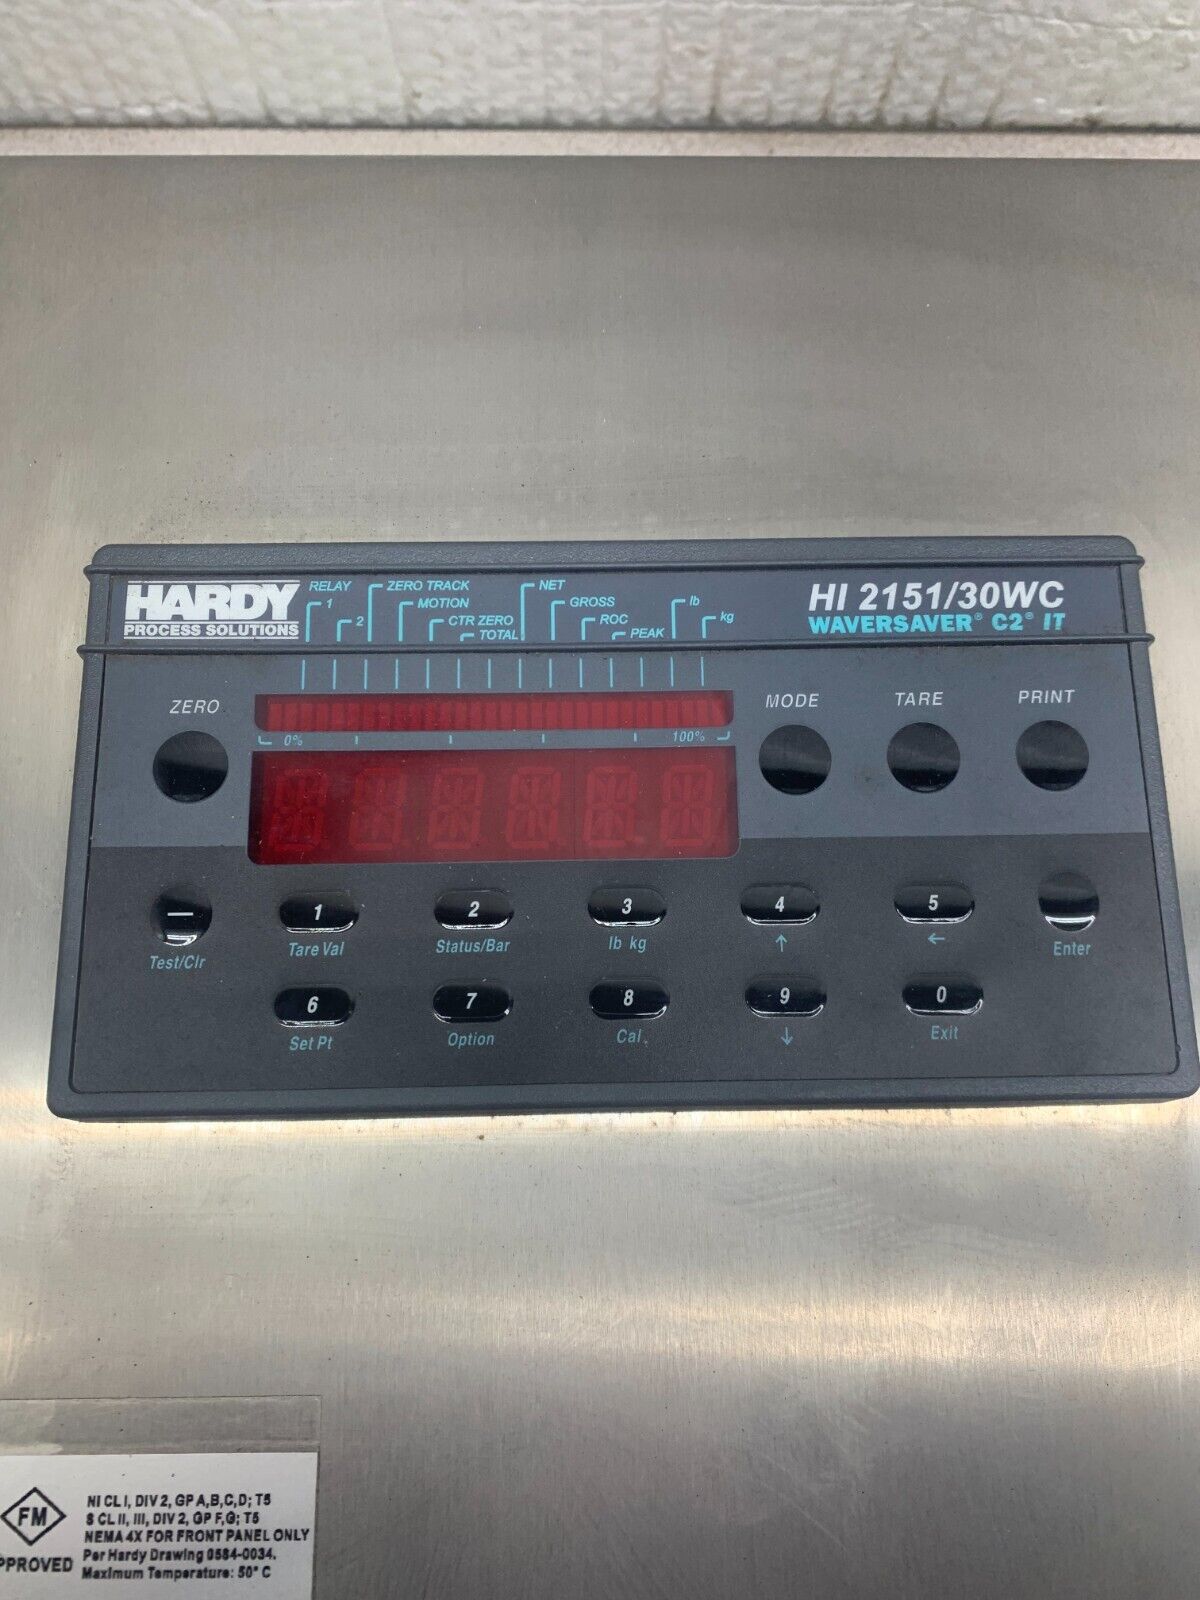 HARDY
PROCESS SOLUTIONS
RELAY
1
2
ZERO TRACK
MOTION
CTR ZERO
TOTAL
NET
GROSS
ROC
PEAK
lb
kg
HI 2151/30WC
WAVERSAVER® C2® IT
ZERO
MODE
TARE
PRINT
0%
100%
—
1
2
3
4
5
Test/Clr
Tare Val
Status/Bar
lb kg
↑
←
Enter
6
7
8
9
0
Set Pt
Option
Cal
↓
Exit
FM
PPROVED
NI CL I, DIV 2, GP A,B,C,D; T5
S CL II, III, DIV 2, GP F,G; T5
NEMA 4X FOR FRONT PANEL ONLY
Per Hardy Drawing 0584-0034.
Maximum Temperature: 50° C